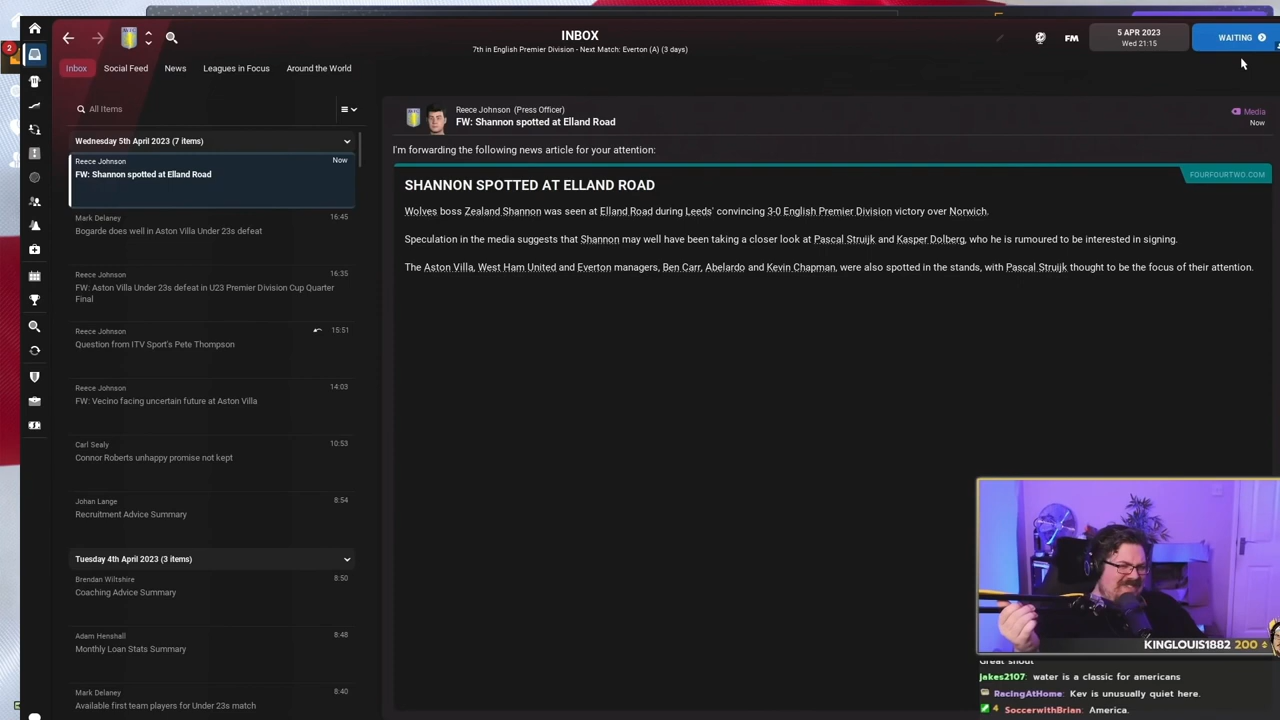 INBOX
7th in English Premier Division - Next Match: Everton (A) (3 days)
FM
5 APR 2023
Wed 21:15
WAITING
2
Inbox
Social Feed
News
Leagues in Focus
Around the World
All Items
Wednesday 5th April 2023 (7 items)
Reece Johnson
Now
FW: Shannon spotted at Elland Road
Mark Delaney
16:45
Bogarde does well in Aston Villa Under 23s defeat
Reece Johnson
16:35
FW: Aston Villa Under 23s defeat in U23 Premier Division Cup Quarter
Final
Reece Johnson
15:51
Question from ITV Sport's Pete Thompson
Reece Johnson
14:03
FW: Vecino facing uncertain future at Aston Villa
Carl Sealy
10:53
Connor Roberts unhappy promise not kept
Johan Lange
8:54
Recruitment Advice Summary
Tuesday 4th April 2023 (3 items)
Brendan Wiltshire
8:50
Coaching Advice Summary
Adam Henshall
8:48
Monthly Loan Stats Summary
Mark Delaney
8:40
Available first team players for Under 23s match
Reece Johnson (Press Officer)
FW: Shannon spotted at Elland Road
Media
Now
I'm forwarding the following news article for your attention:
FOURFOURTWO.COM
SHANNON SPOTTED AT ELLAND ROAD
Wolves boss Zealand Shannon was seen at Elland Road during Leeds' convincing 3-0 English Premier Division victory over Norwich.
Speculation in the media suggests that Shannon may well have been taking a closer look at Pascal Struijk and Kasper Dolberg, who he is rumoured to be interested in signing.
The Aston Villa, West Ham United and Everton managers, Ben Carr, Abelardo and Kevin Chapman, were also spotted in the stands, with Pascal Struijk thought to be the focus of their attention.
KINGLOUIS1882 200
Great shout
jakes2107: water is a classic for americans
RacingAtHome: Kev is unusually quiet here.
4 SoccerwithBrian: America.